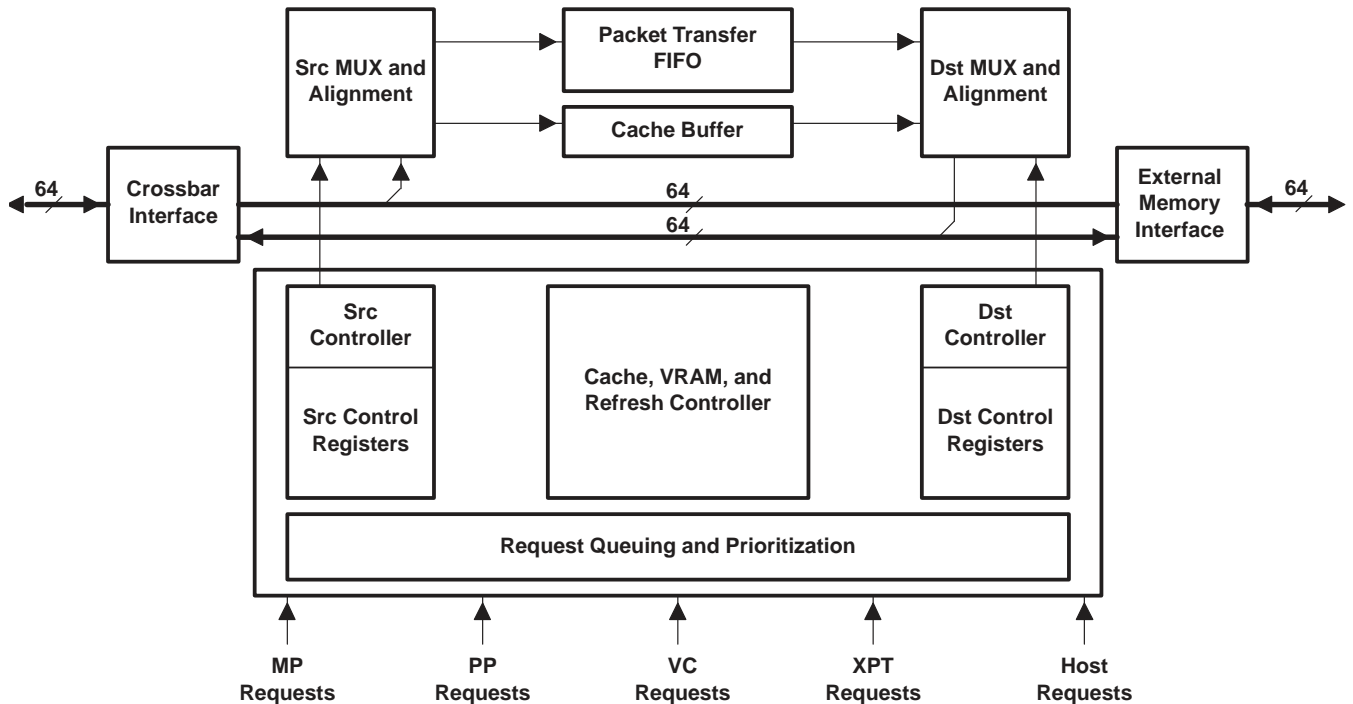 Packet Transfer
FIFO
Src MUX and
Alignment
Dst MUX and
Alignment
Cache Buffer
64
Crossbar
Interface
64
64
External
Memory
Interface
64
Src
Controller
Src Control
Registers
Cache, VRAM, and
Refresh Controller
Dst
Controller
Dst Control
Registers
Request Queuing and Prioritization
MP
Requests
PP
Requests
VC
Requests
XPT
Requests
Host
Requests